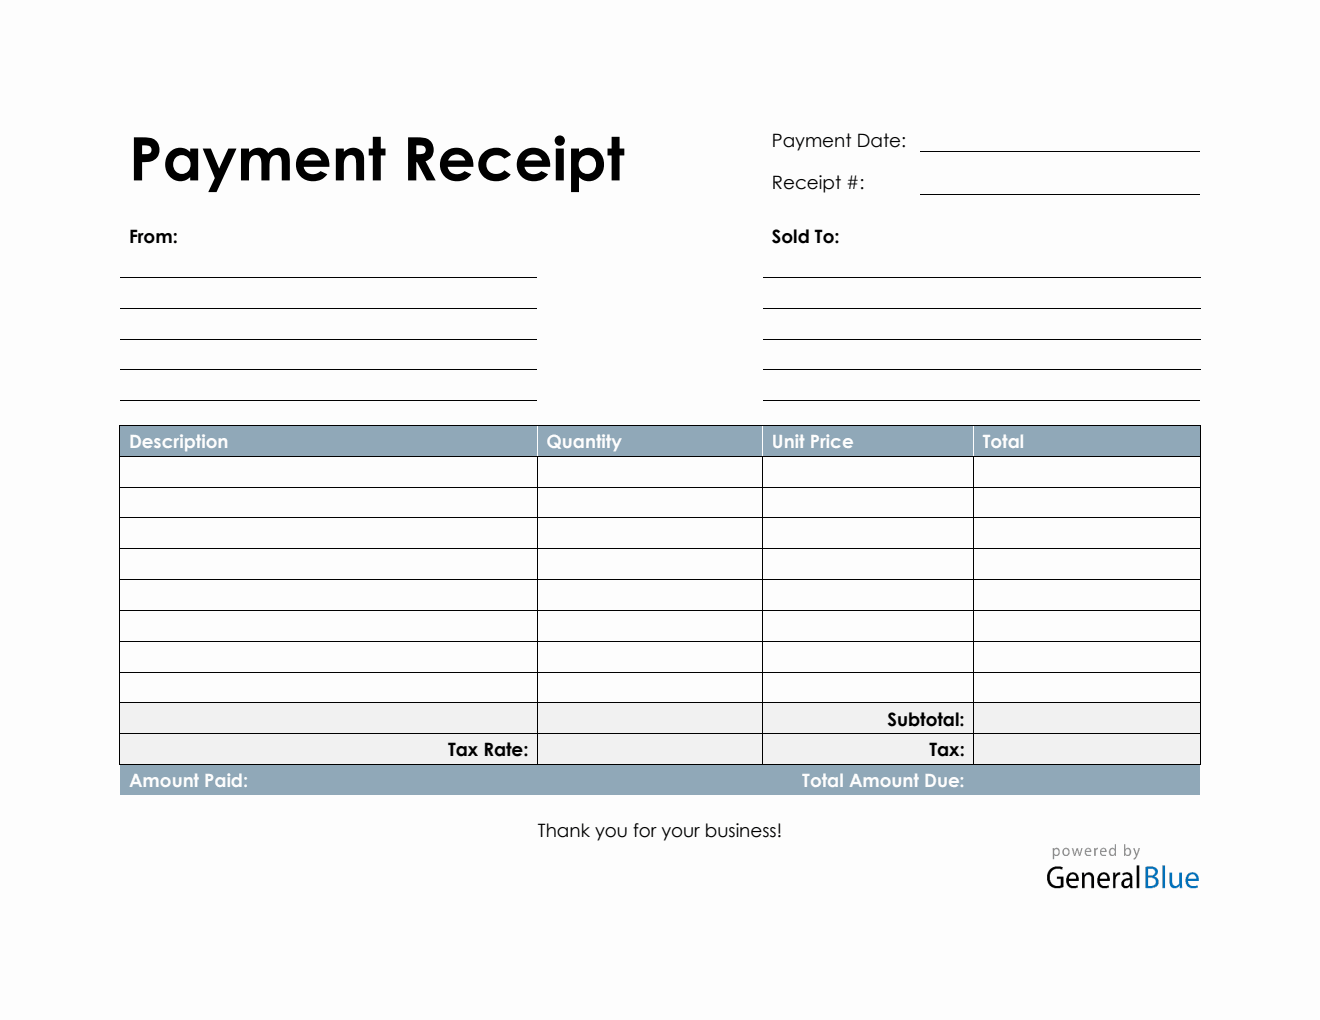 Payment Receipt
Payment Date:
Receipt #:
From:
Sold To:
Description Quantity Unit Price Total
Subtotal:
Tax Rate: Tax:
Amount Paid: Total Amount Due:
Thank you for your business!
powered by
GeneralBlue